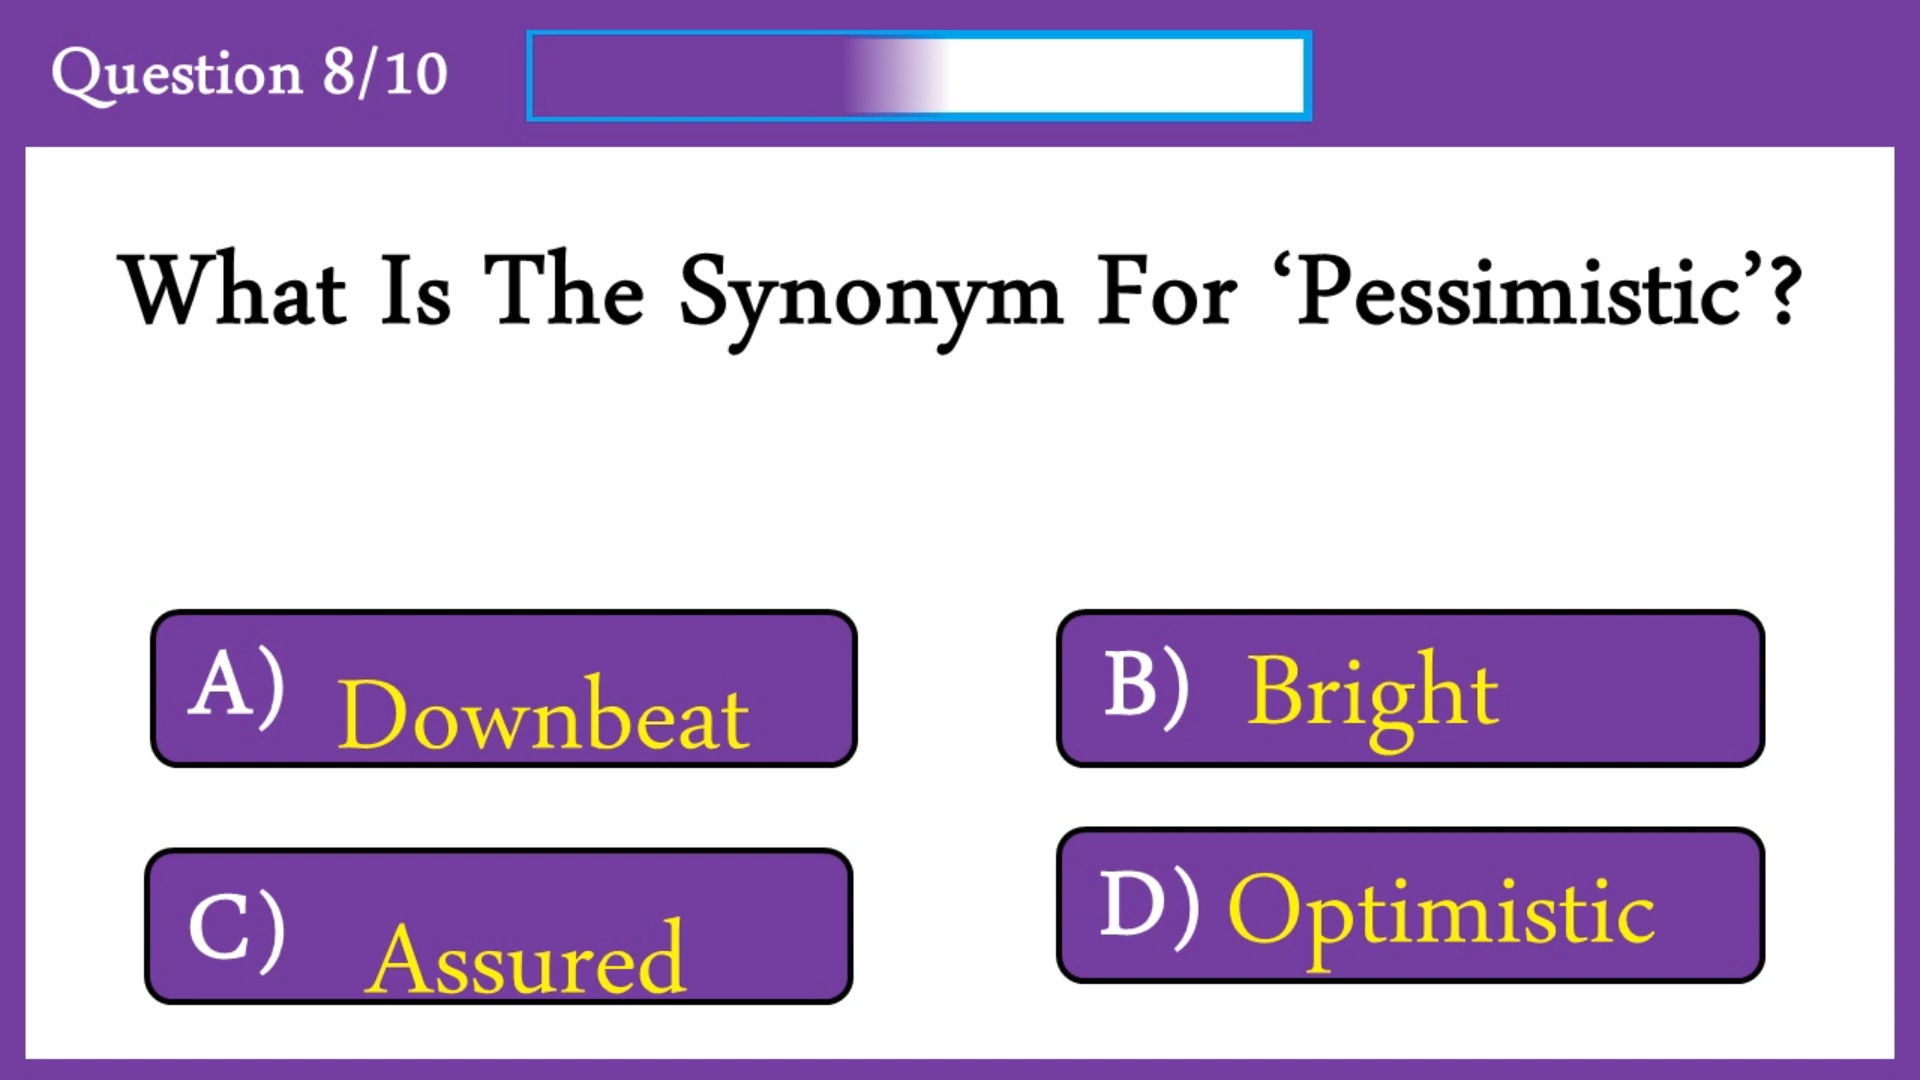 Question 8/10
What Is The Synonym For ‘Pessimistic’?
A) Downbeat
B) Bright
C) Assured
D) Optimistic